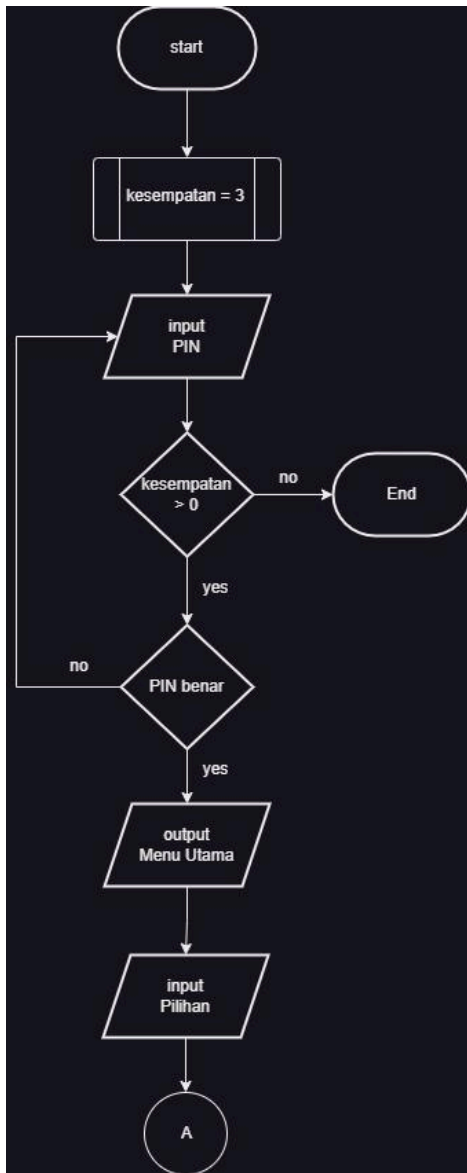 start
kesempatan = 3
input
PIN
kesempatan
> 0
no
End
yes
no
PIN benar
yes
output
Menu Utama
input
Pilihan
A